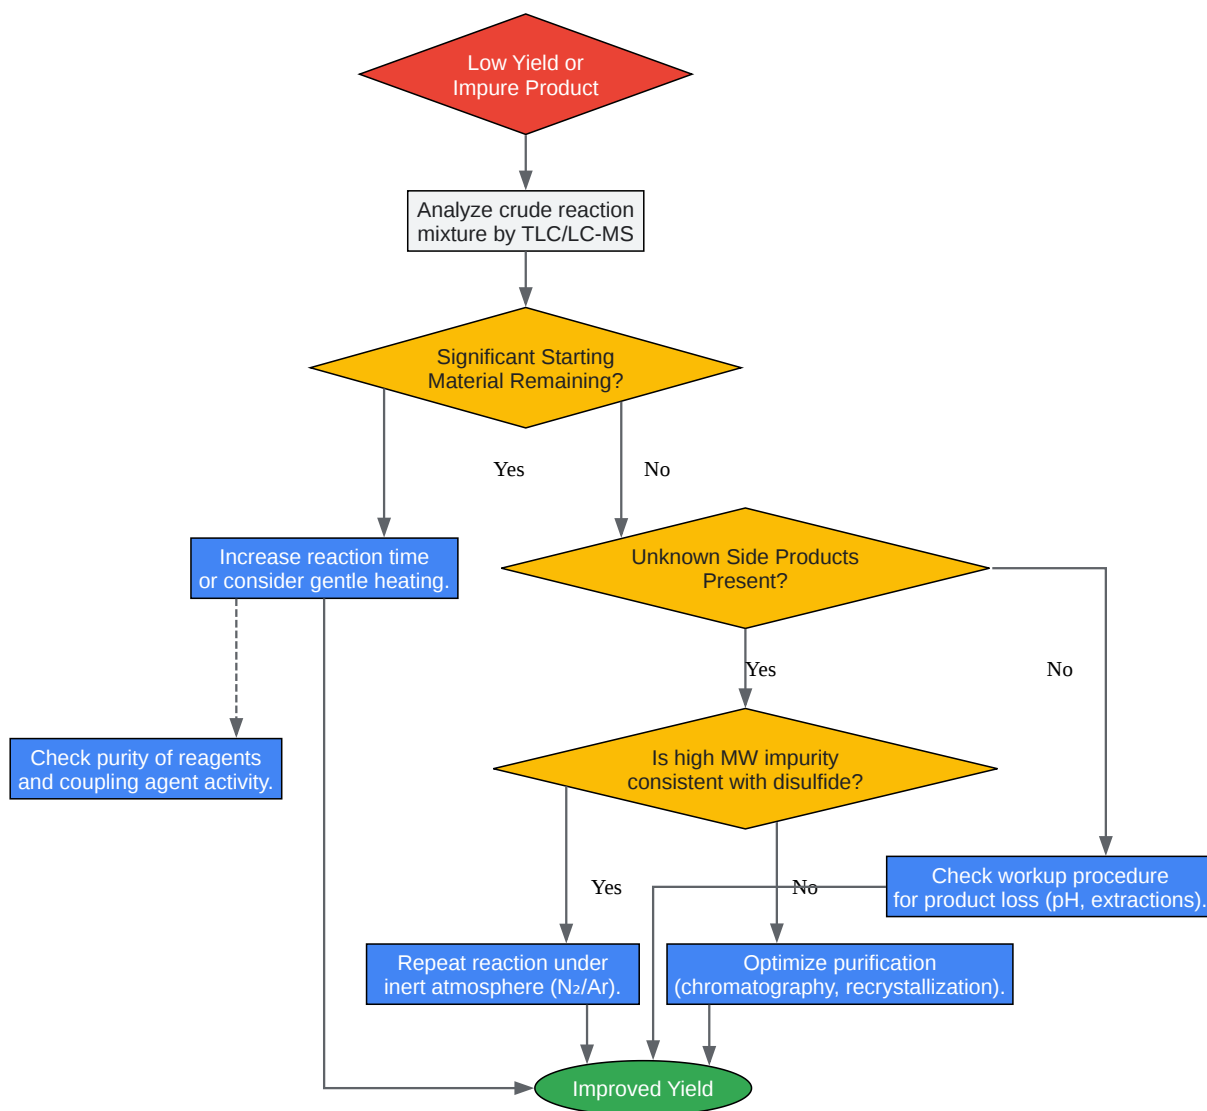 Low Yield or
Impure Product
Analyze crude reaction
mixture by TLC/LC-MS
Significant Starting
Material Remaining?
Yes
No
Increase reaction time
or consider gentle heating.
Unknown Side Products
Present?
Yes
No
Check purity of reagents
and coupling agent activity.
Is high MW impurity
consistent with disulfide?
Yes
No
Check workup procedure
for product loss (pH, extractions).
Repeat reaction under
inert atmosphere (N₂/Ar).
Optimize purification
(chromatography, recrystallization).
Improved Yield